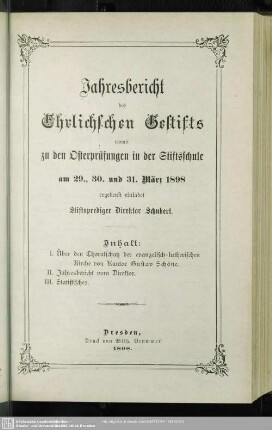 Jahresbericht
des
Ehrlichschen Gestifts
womit
zu den Osterprüfungen in der Stiftsschule
am 29., 30. und 31. März 1898
ergebenst einladet
Stiftsprediger Direktor Schubert.
Inhalt:
I. Über den Choralschatz der evangelisch-lutherischen
Kirche von Kantor Gustav Schöne.
II. Jahresbericht vom Direktor.
III. Statistisches.
Dresden,
Druck von
1898.